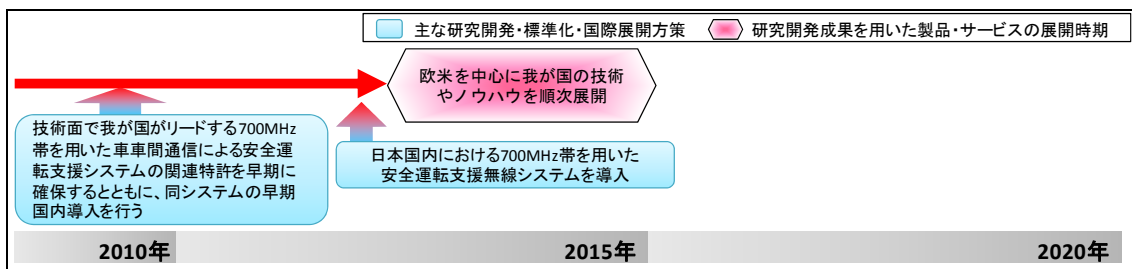 主な研究開発・標準化・国際展開方策
研究開発成果を用いた製品・サービスの展開時期
欧米を中心に我が国の技術
やノウハウを順次展開
技術面で我が国がリードする700MHz
帯を用いた車車間通信による安全運
転支援システムの関連特許を早期に
確保するとともに、同システムの早期
国内導入を行う
日本国内における700MHz帯を用いた
安全運転支援無線システムを導入
2010年
2015年
2020年